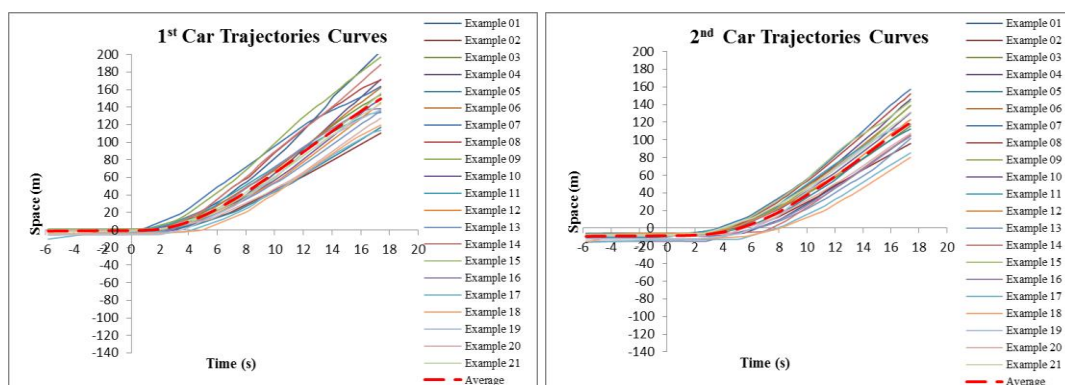 1st Car Trajectories Curves
200
180
160
140
120
100
80
60
40
20
0
-20
-40
-60
-80
-100
-120
-140
-6 -4 -2 0 2 4 6 8 10 12 14 16 18 20
Space (m)
Time (s)
Example 01
Example 02
Example 03
Example 04
Example 05
Example 06
Example 07
Example 08
Example 09
Example 10
Example 11
Example 12
Example 13
Example 14
Example 15
Example 16
Example 17
Example 18
Example 19
Example 20
Example 21
Average
2nd Car Trajectories Curves
200
180
160
140
120
100
80
60
40
20
0
-20
-40
-60
-80
-100
-120
-140
-6 -4 -2 0 2 4 6 8 10 12 14 16 18 20
Space (m)
Time (s)
Example 01
Example 02
Example 03
Example 04
Example 05
Example 06
Example 07
Example 08
Example 09
Example 10
Example 11
Example 12
Example 13
Example 14
Example 15
Example 16
Example 17
Example 18
Example 19
Example 20
Example 21
Average